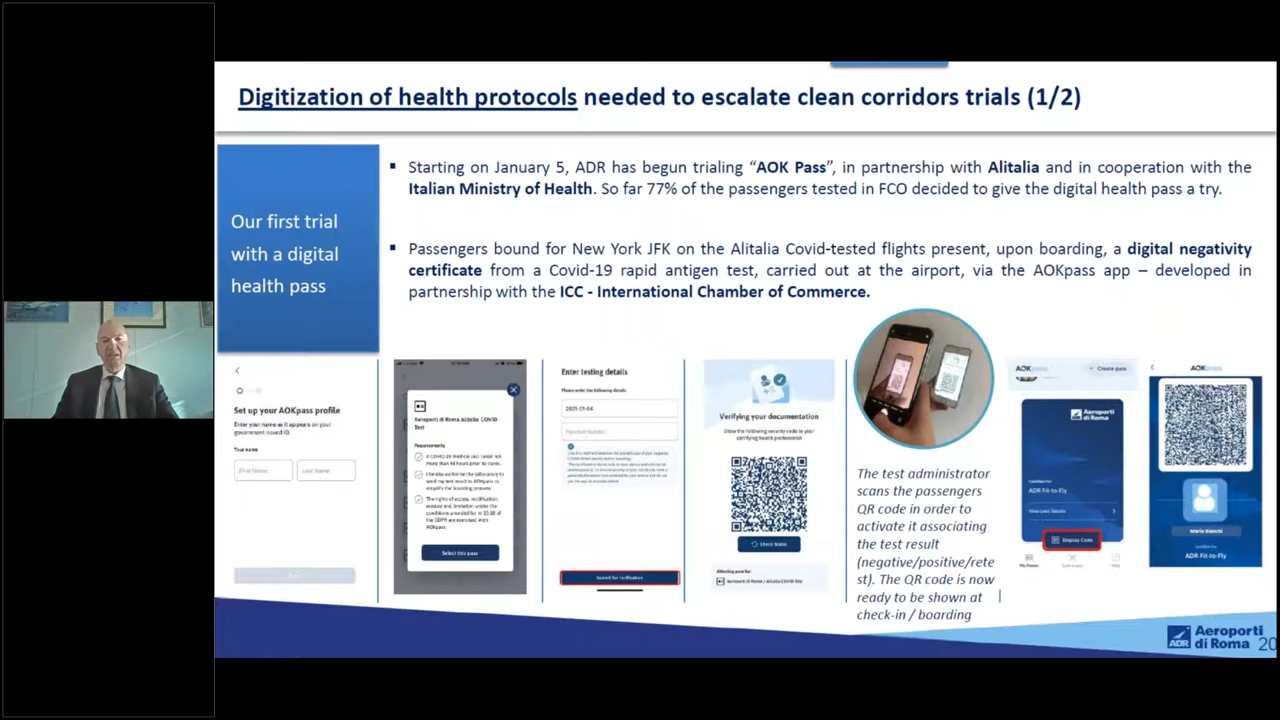 Digitization of health protocols needed to escalate clean corridors trials (1/2)
Our first trial
with a digital
health pass
▪ Starting on January 5, ADR has begun trialing “AOK Pass”, in partnership with Alitalia and in cooperation with the
Italian Ministry of Health. So far 77% of the passengers tested in FCO decided to give the digital health pass a try.
▪ Passengers bound for New York JFK on the Alitalia Covid-tested flights present, upon boarding, a digital negativity
certificate from a Covid-19 rapid antigen test, carried out at the airport, via the AOKpass app – developed in
partnership with the ICC - International Chamber of Commerce.
Set up your AOKpass profile
Enter your name as it appears on your
government issued ID.
Your name
First Name
Last Name
Aeroporti di Roma Alitalia COVID
Test
Requirements
A COVID-19 medical test taken not
more than 48 hours prior to travel.
I hereby authorise the laboratory to
send my test result to AOKpass to
simplify the boarding process.
The rights of access, rectification,
erasure and limitation under the
conditions provided for in 15-18 of
the GDPR are exercised with
AOKpass
Select this pass
Enter testing details
Please enter the following details:
Submit for verification
Verifying your documentation
Show the following security code to your
certifying health professional
Check Status
Attesting pass for:
Aeroporti di Roma / Alitalia COVID Test
The test administrator
scans the passengers
QR code in order to
activate it associating
the test result
(negative/positive/rete
st). The QR code is now
ready to be shown at
check-in / boarding
AOKpass
+ Create pass
Aeroporti
di Roma
Certified For
ADR Fit-to-Fly
View pass details
Display Code
My Passes
Help
AOKpass
Mario Bianchi
Certified For
ADR Fit-to-Fly
ADR
Aeroporti
di Roma
20